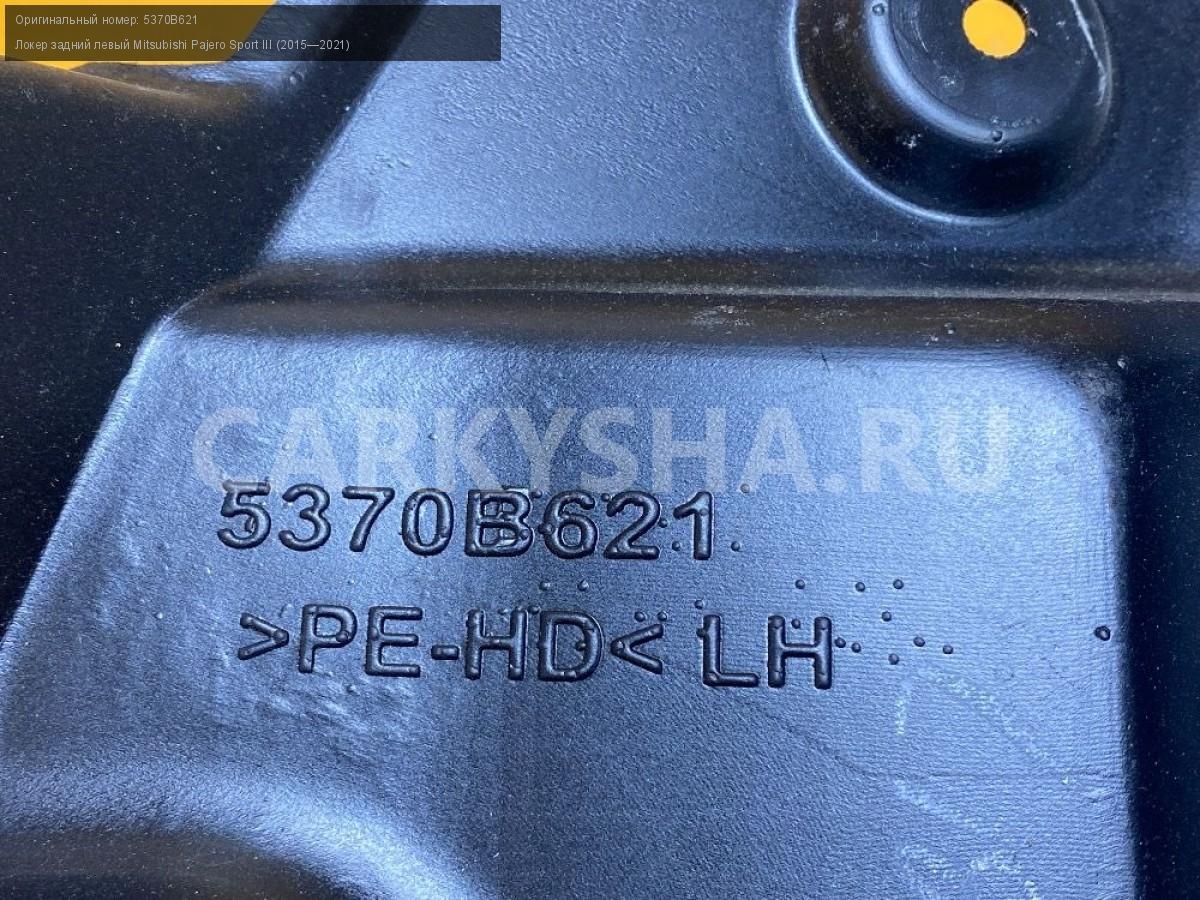 Оригинальный номер: 5370B621
Локер задний левый Mitsubishi Pajero Sport III (2015—2021)
CARKYSHA.RU
5370B621
>PE-HD< LH